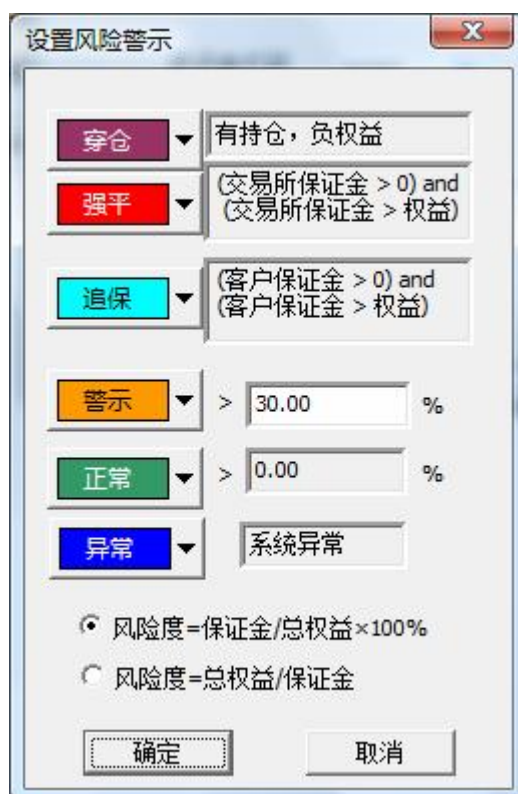 设置风险警示
穿仓 有持仓，负权益
强平 (交易所保证金 > 0) and
(交易所保证金 > 权益)
追保 (客户保证金 > 0) and
(客户保证金 > 权益)
警示 > 30.00 %
正常 > 0.00 %
异常 系统异常
风险度=保证金/总权益×100%
风险度=总权益/保证金
确定 取消